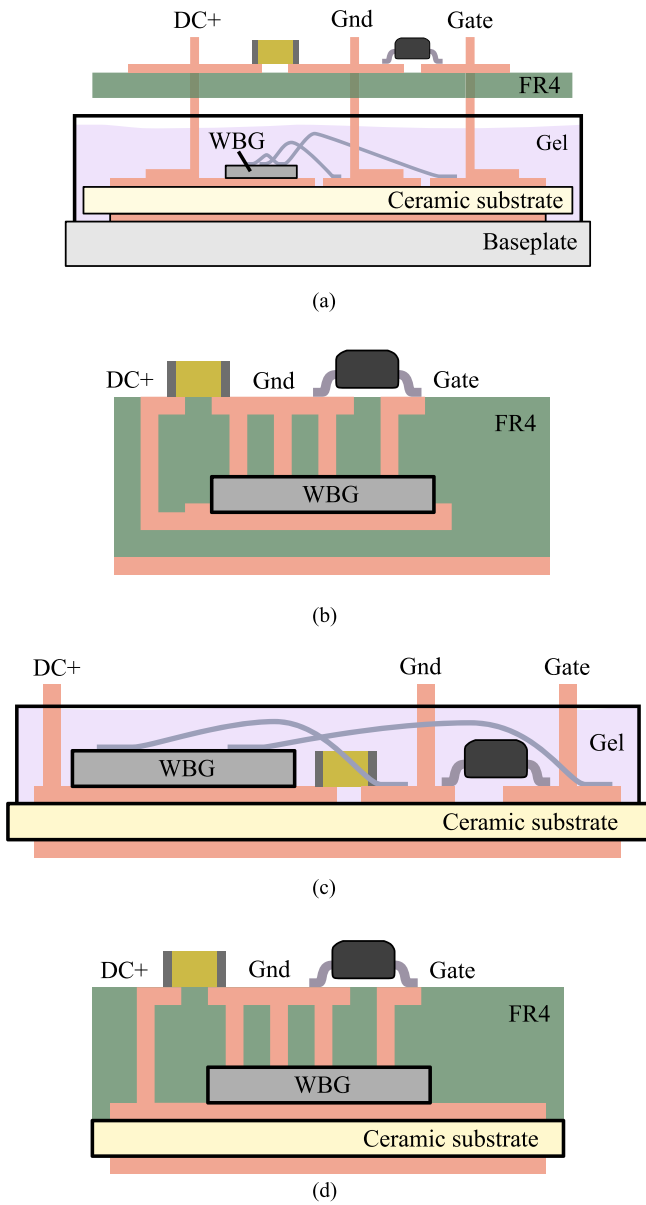 DC+ Gnd Gate
FR4
WBG
Gel
Ceramic substrate
Baseplate
(a)
DC+ Gnd Gate
FR4
WBG
(b)
DC+ Gnd Gate
Gel
WBG
Ceramic substrate
(c)
DC+ Gnd Gate
FR4
WBG
Ceramic substrate
(d)